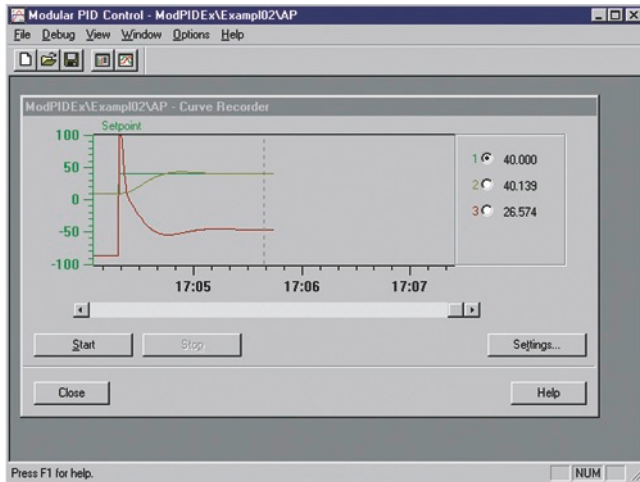 Modular PID Control - ModPIDEx\Exampl02\AP
File Debug View Window Options Help
ModPIDEx\Exampl02\AP - Curve Recorder
Setpoint
100
50
0
-50
-100
17:05 17:06 17:07
1 40.000
2 40.139
3 26.574
Start Stop Settings...
Close Help
Press F1 for help. NUM